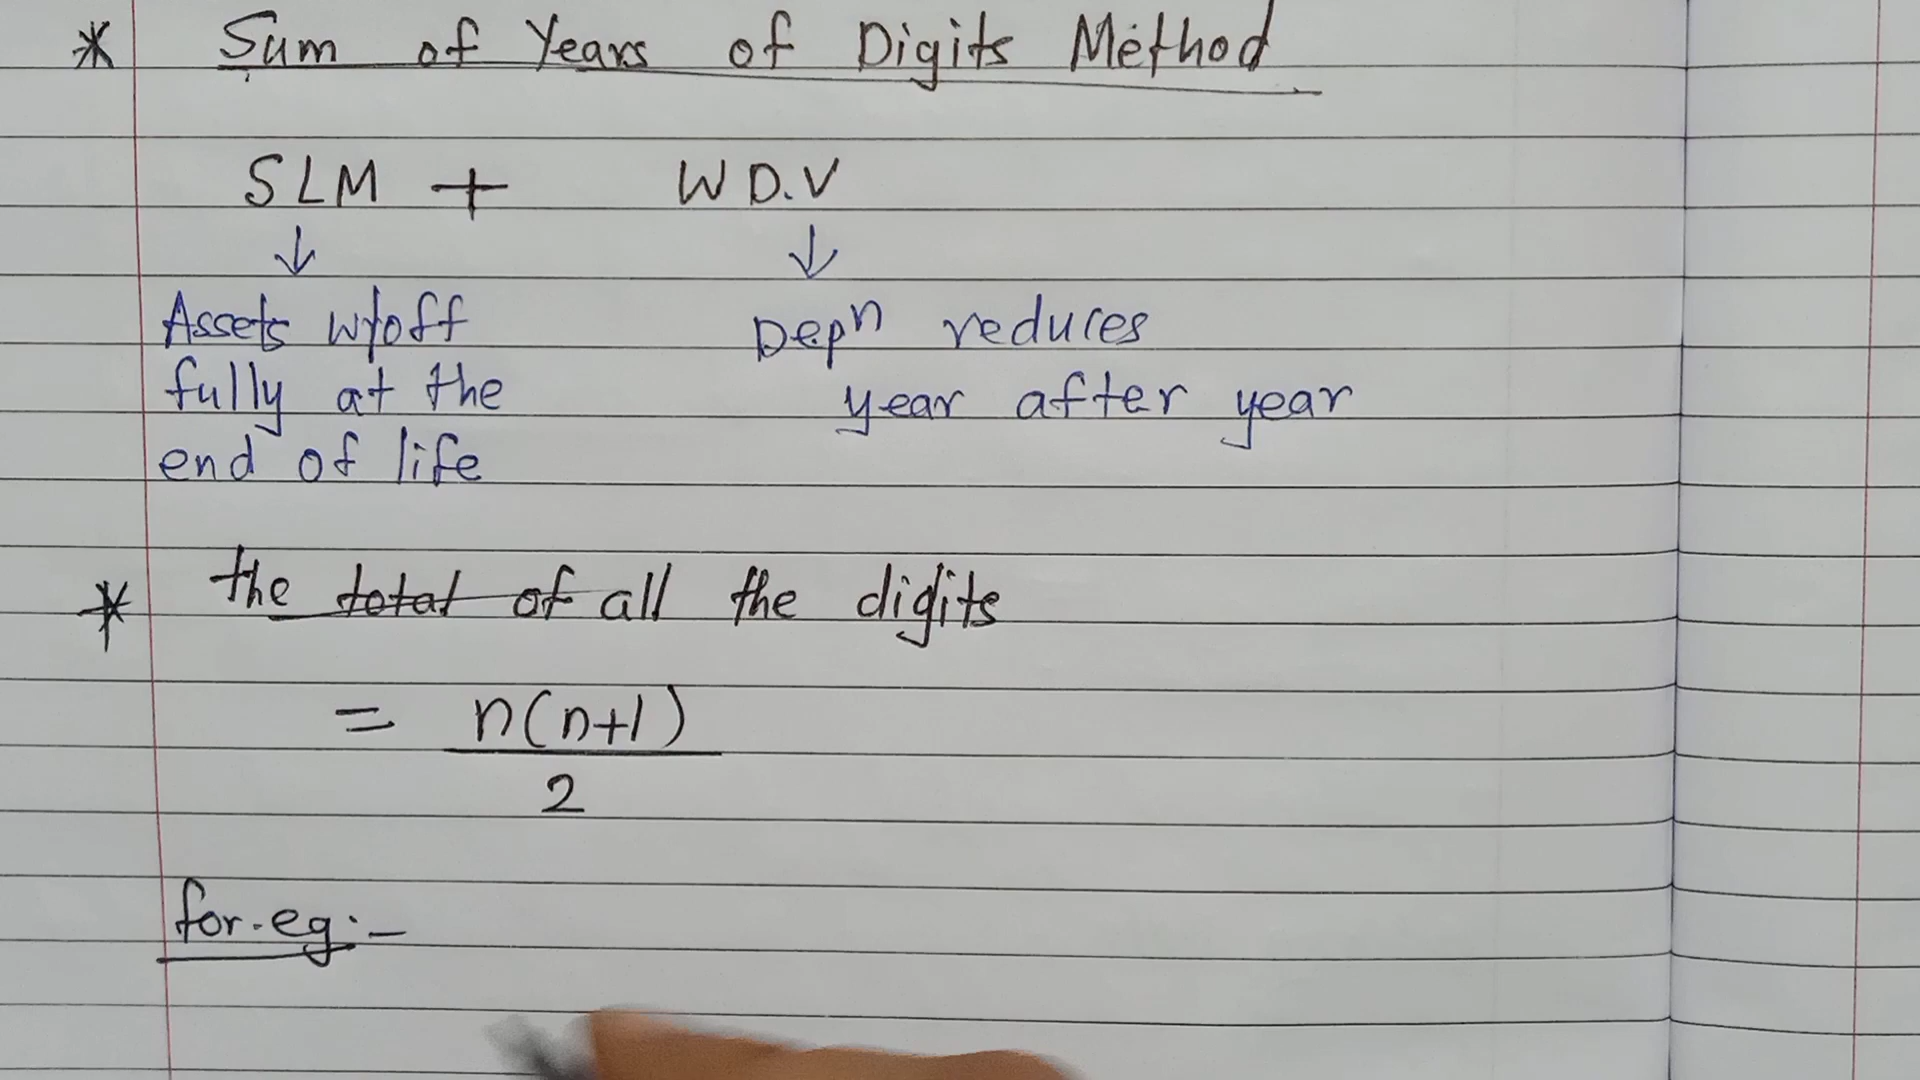 * Sum of Years of Digits Method
SLM + W D.V
↓ ↓
Assets w/off Depn reduces
fully at the year after year
end of life
* the total of all the digits
= n(n+1)
2
for.eg:-